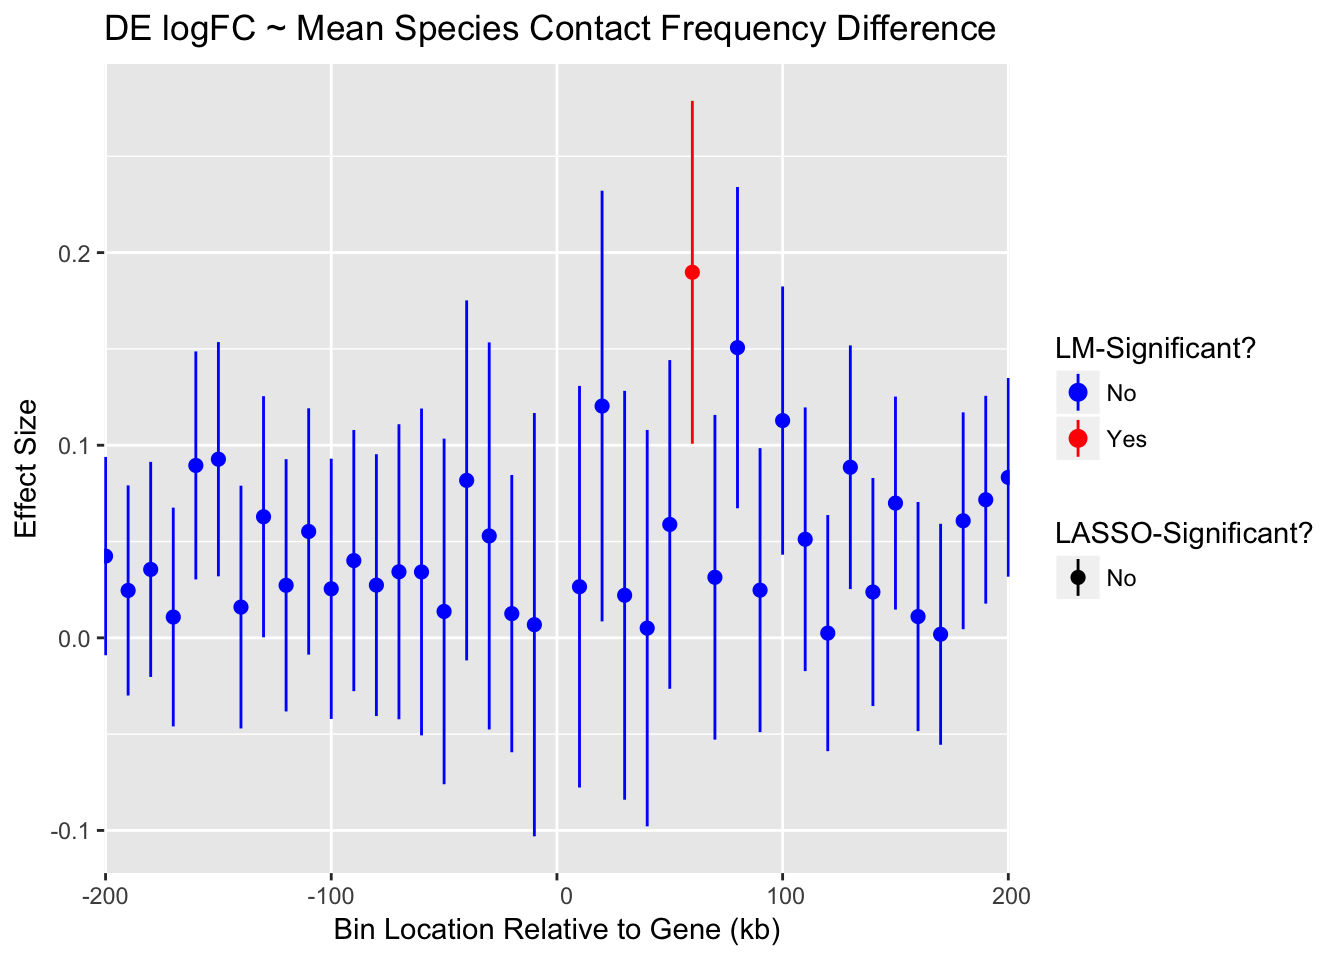 DE logFC ~ Mean Species Contact Frequency Difference
Effect Size
0.2
0.1
0.0
-0.1
-200
-100
0
100
200
Bin Location Relative to Gene (kb)
LM-Significant?
No
Yes
LASSO-Significant?
No